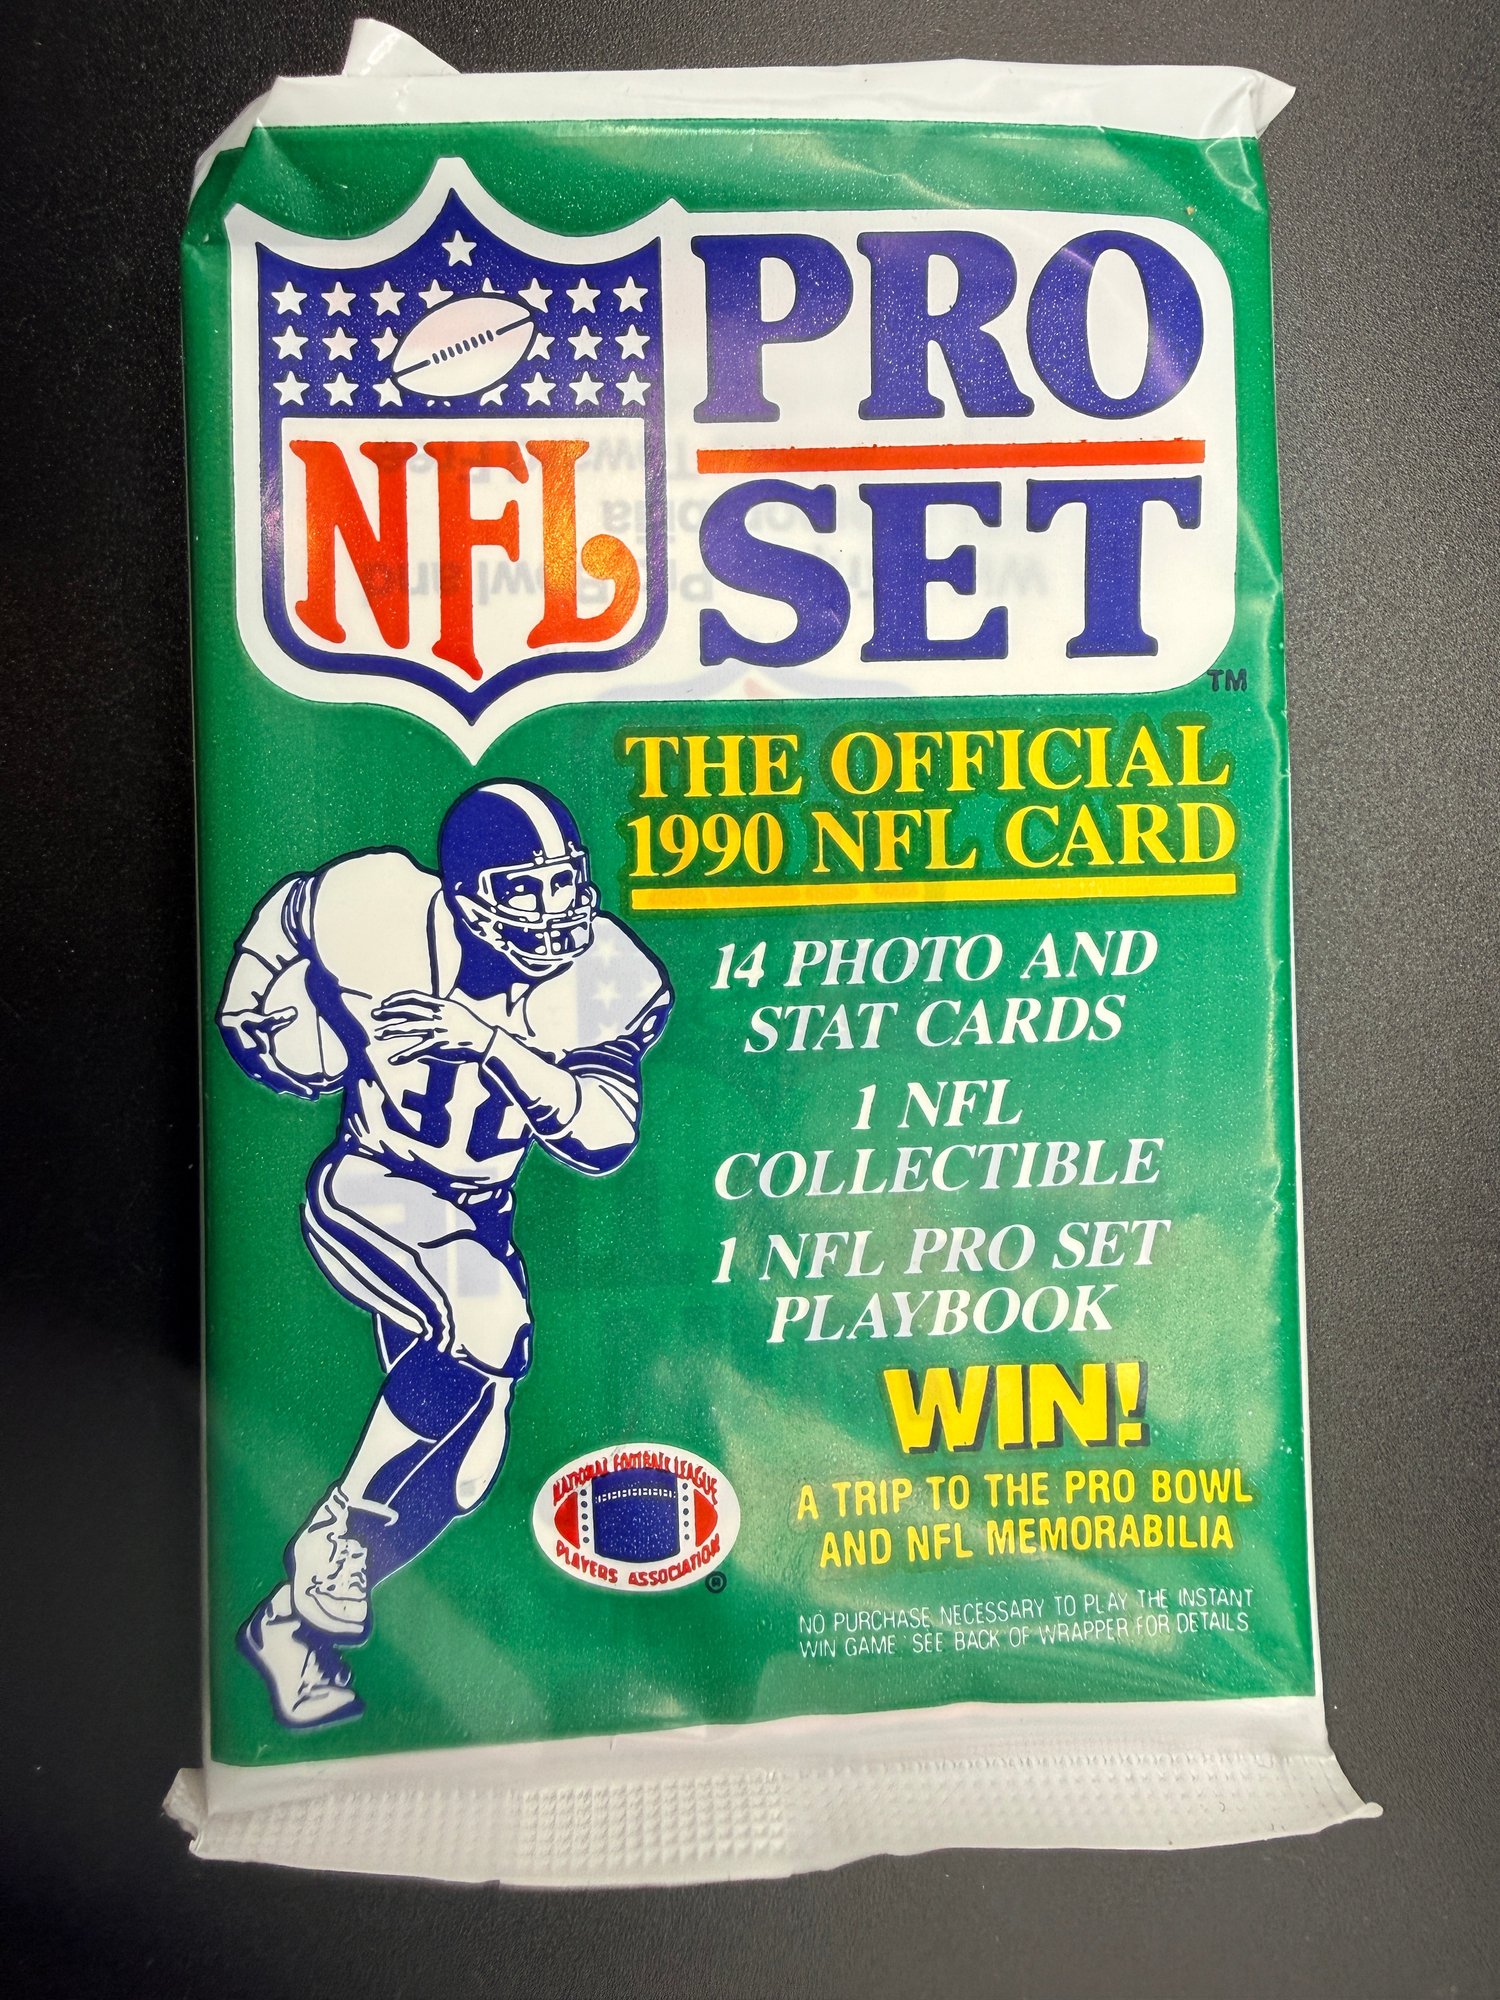 NFL
PRO
SET
TM
THE OFFICIAL
1990 NFL CARD
14 PHOTO AND
STAT CARDS
1 NFL
COLLECTIBLE
1 NFL PRO SET
PLAYBOOK
WIN!
A TRIP TO THE PRO BOWL
AND NFL MEMORABILIA
NO PURCHASE NECESSARY TO PLAY THE INSTANT
WIN GAME SEE BACK OF WRAPPER FOR DETAILS
NATIONAL FOOTBALL LEAGUE
PLAYERS ASSOCIATION
®